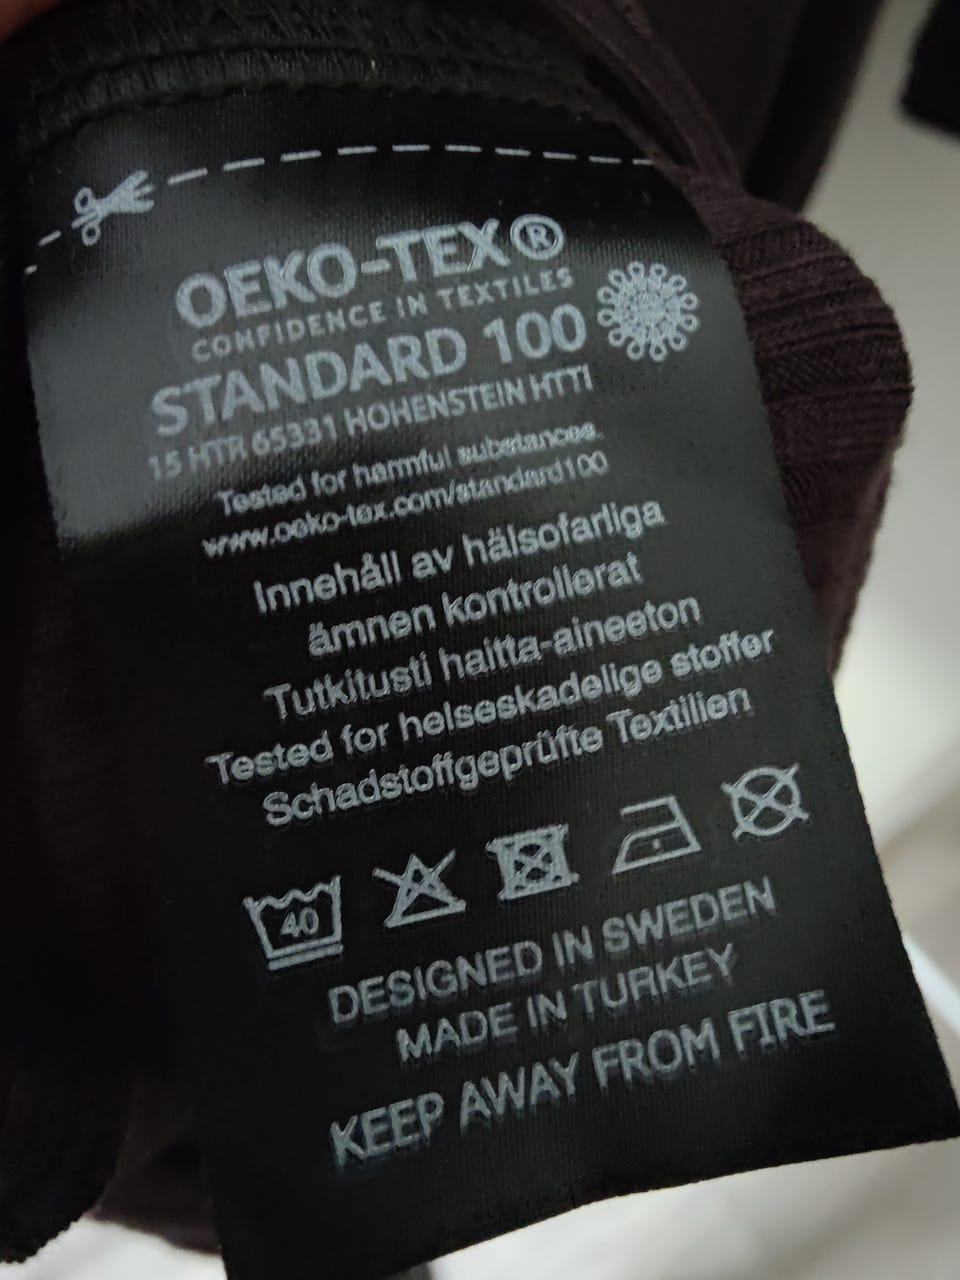 OEKO-TEX®
CONFIDENCE IN TEXTILES
STANDARD 100
15 HTR 65331 HOHENSTEIN HTTI
Tested for harmful substances.
www.oeko-tex.com/standard100
Innehåll av hälsofarliga
ämnen kontrollerat
Tutkitusti haitta-aineeton
Tested for helseskadelige stoffer
Schadstoffgeprüfte Textilien
40
DESIGNED IN SWEDEN
MADE IN TURKEY
KEEP AWAY FROM FIRE